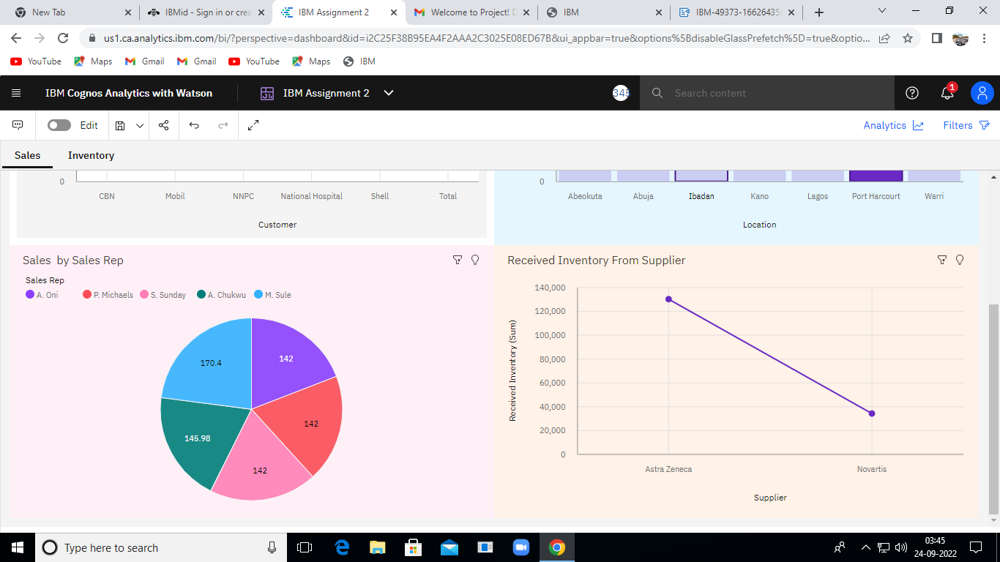 New Tab
IBMid - Sign in or crea
IBM Assignment 2
Welcome to Project! D
IBM
IBM-49373-16626435
us1.ca.analytics.ibm.com/bi/?perspective=dashboard&id=i2C25F38B95EA4F2AAA2C3025E08ED67B&ui_appbar=true&options%5BdisableGlassPrefetch%5D=true&optio...
YouTube Maps Gmail Gmail YouTube Maps IBM
IBM Cognos Analytics with Watson
IBM Assignment 2
345
Search content
1
Edit
Analytics
Filters
Sales Inventory
0
CBN Mobil NNPC National Hospital Shell Total
Customer
0
Abeokuta Abuja Ibadan Kano Lagos Port Harcourt Warri
Location
Sales by Sales Rep
Sales Rep
A. Oni P. Michaels S. Sunday A. Chukwu M. Sule
170.4
142
142
145.98
142
Received Inventory From Supplier
Received Inventory (Sum)
140,000
120,000
100,000
80,000
60,000
40,000
20,000
0
Astra Zeneca Novartis
Supplier
Type here to search
03:45
24-09-2022